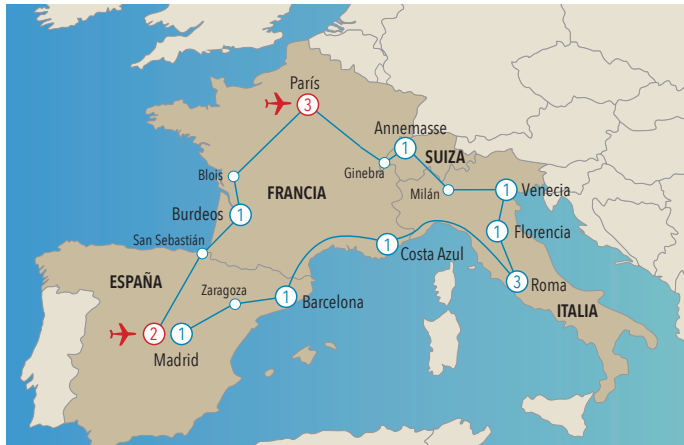 París
3
Annemasse
1
SUIZA
Ginebra
Blois
FRANCIA
Milán
1
Venecia
Burdeos
1
1
Florencia
San Sebastián
1
Costa Azul
ESPAÑA
Zaragoza
1
Barcelona
3
Roma
ITALIA
2
1
Madrid